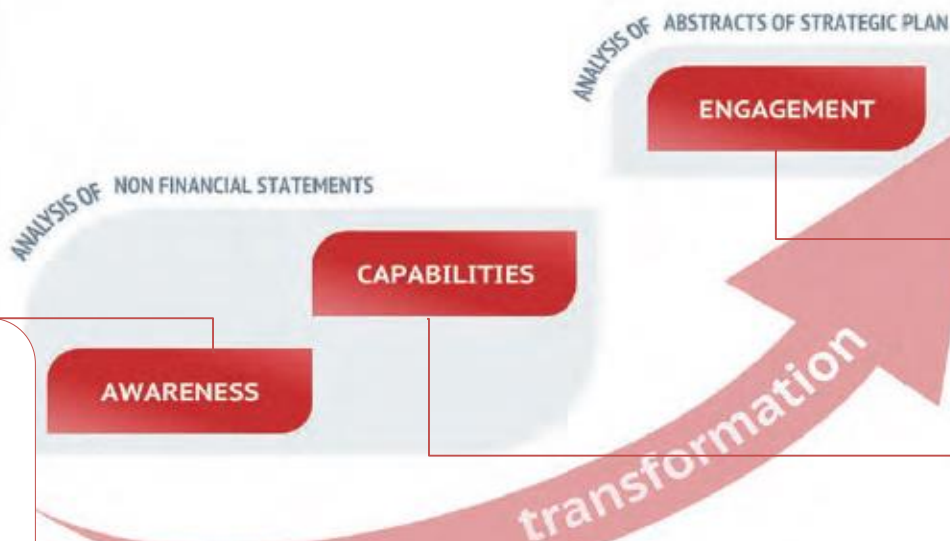 ANALYSIS OF ABSTRACTS OF STRATEGIC PLAN
ENGAGEMENT
ANALYSIS OF NON FINANCIAL STATEMENTS
CAPABILITIES
AWARENESS
transformation